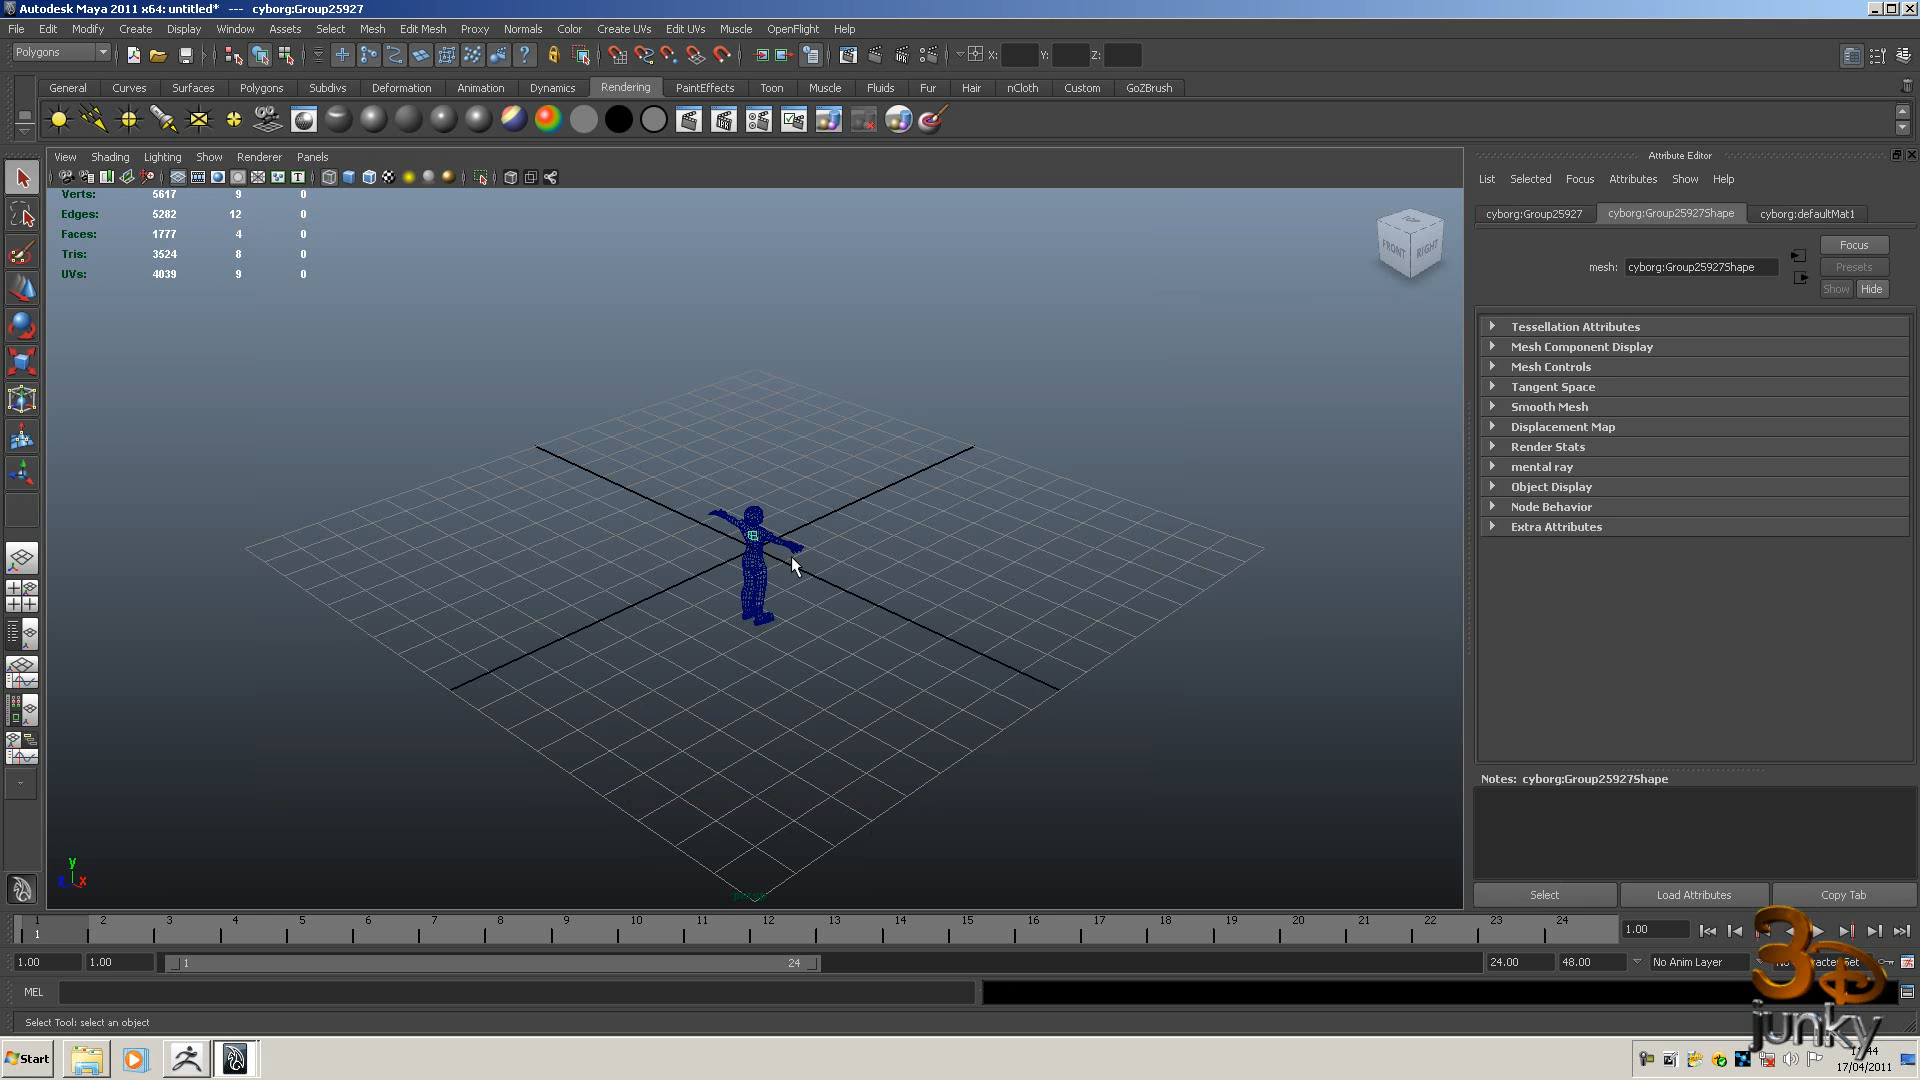 Autodesk Maya 2011 x64: untitled* --- cyborg:Group25927
File Edit Modify Create Display Window Assets Select Mesh Edit Mesh Proxy Normals Color Create UVs Edit UVs Muscle OpenFlight Help
Polygons X: Y: Z:
General Curves Surfaces Polygons Subdivs Deformation Animation Dynamics Rendering PaintEffects Toon Muscle Fluids Fur Hair nCloth Custom GoZBrush
View Shading Lighting Show Renderer Panels
Attribute Editor
List Selected Focus Attributes Show Help
Verts: 5617 9 0
Edges: 5282 12 0
Faces: 1777 4 0
Tris: 3524 8 0
UVs: 4039 9 0
TOP
FRONT RIGHT
cyborg:Group25927 cyborg:Group25927Shape cyborg:defaultMat1
Focus
mesh: cyborg:Group25927Shape Presets
Show Hide
Tessellation Attributes
Mesh Component Display
Mesh Controls
Tangent Space
Smooth Mesh
Displacement Map
Render Stats
mental ray
Object Display
Node Behavior
Extra Attributes
Notes: cyborg:Group25927Shape
y
z x
persp
Select Load Attributes Copy Tab
1 2 3 4 5 6 7 8 9 10 11 12 13 14 15 16 17 18 19 20 21 22 23 24
1 1.00
1.00 1.00 1 24 24.00 48.00 No Anim Layer
MEL
Select Tool: select an object
3D
junky
Start
17/04/2011